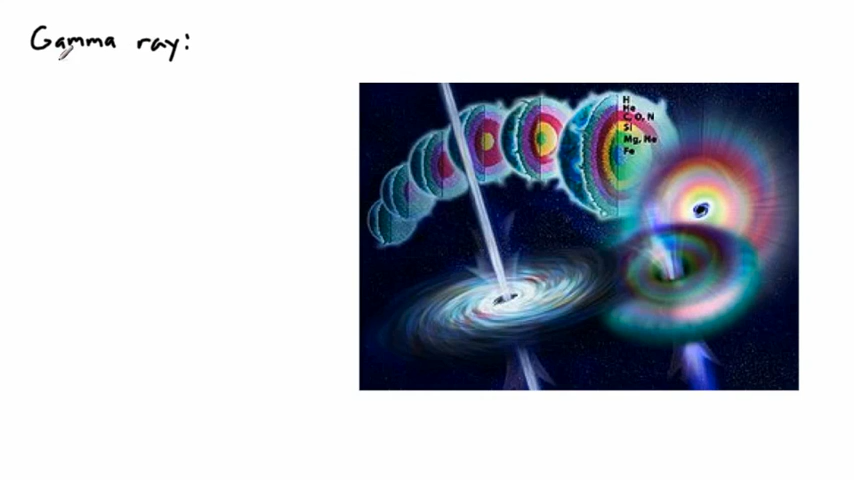 Gamma ray:
H
He
C, O, N
Si
Mg, Ne
Fe